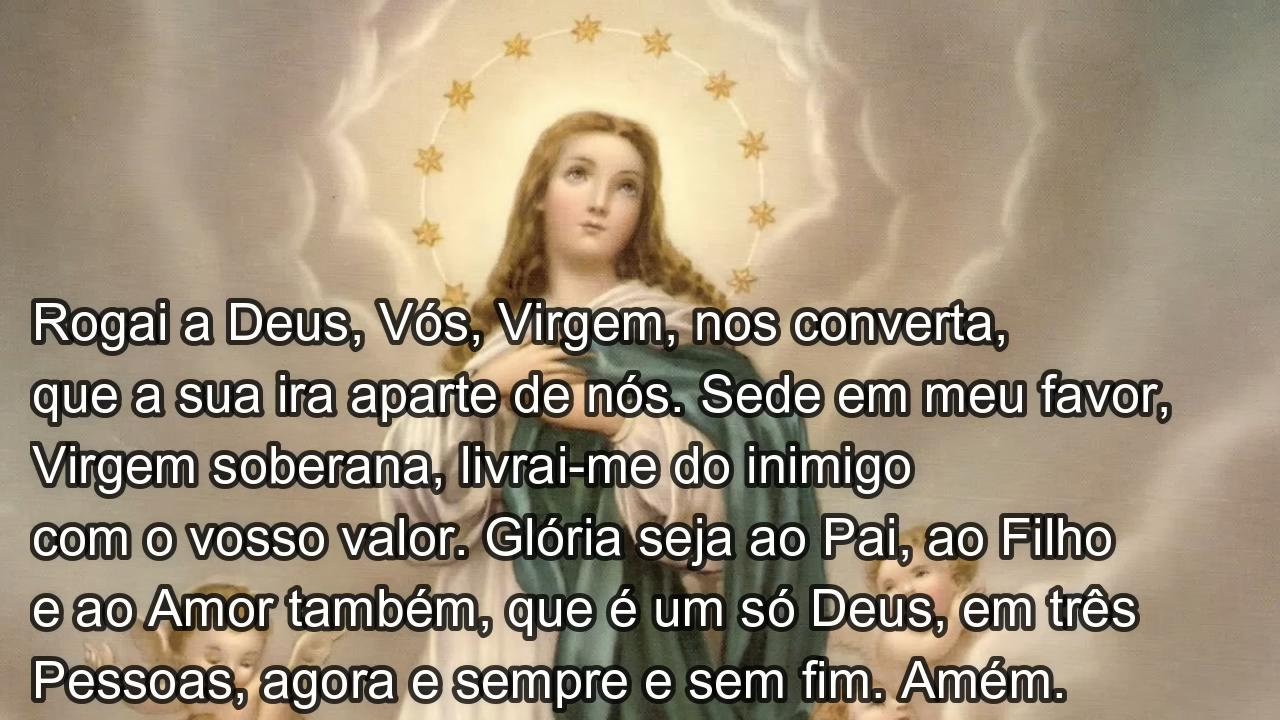 Rogai a Deus, Vós, Virgem, nos converta,
que a sua ira aparte de nós. Sede em meu favor,
Virgem soberana, livrai-me do inimigo
com o vosso valor. Glória seja ao Pai, ao Filho
e ao Amor também, que é um só Deus, em três
Pessoas, agora e sempre e sem fim. Amém.